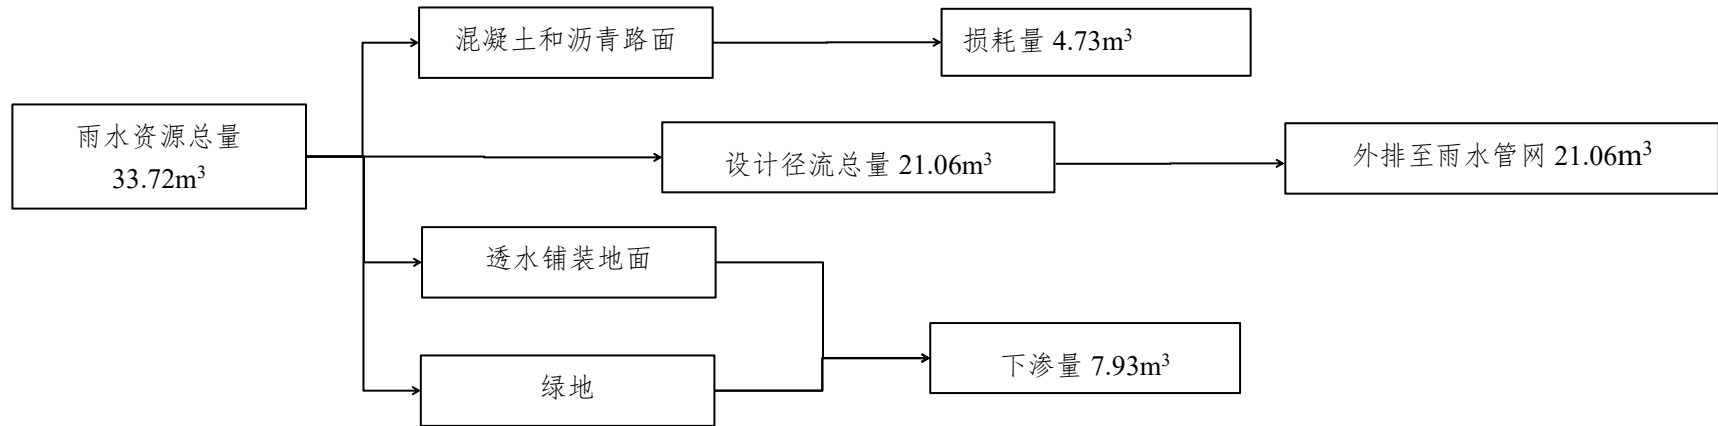 混凝土和沥青路面
损耗量 4.73m³
雨水资源总量
33.72m³
设计径流总量 21.06m³
外排至雨水管网 21.06m³
透水铺装地面
下渗量 7.93m³
绿地